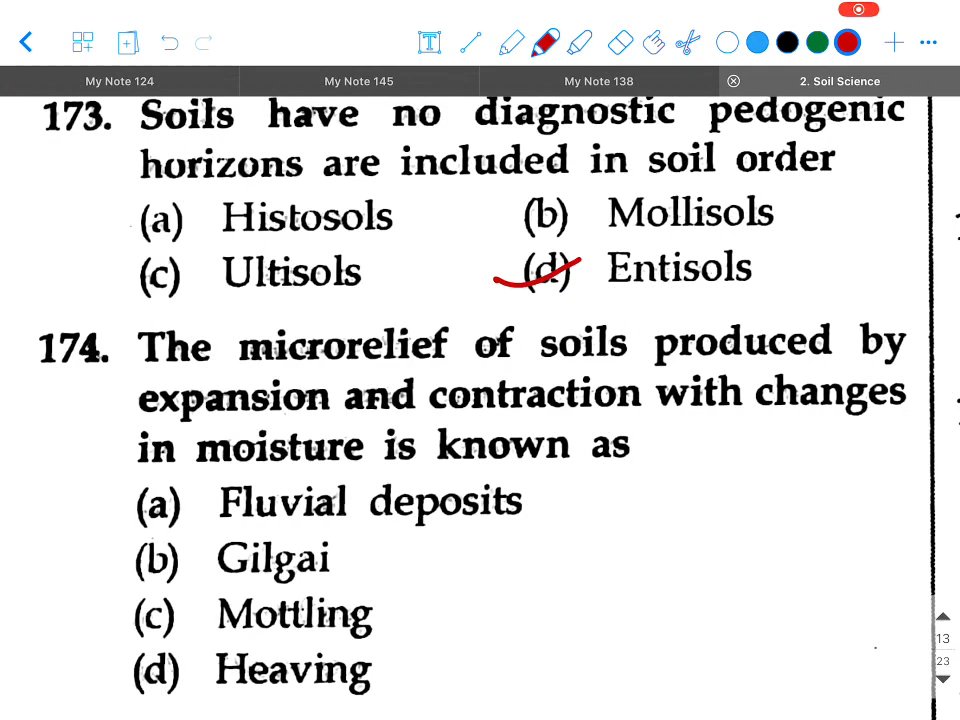 My Note 124
My Note 145
My Note 138
2. Soil Science
173. Soils have no diagnostic pedogenic
horizons are included in soil order
(a) Histosols (b) Mollisols
(c) Ultisols (d) Entisols
174. The microrelief of soils produced by
expansion and contraction with changes
in moisture is known as
(a) Fluvial deposits
(b) Gilgai
(c) Mottling
(d) Heaving
13
23